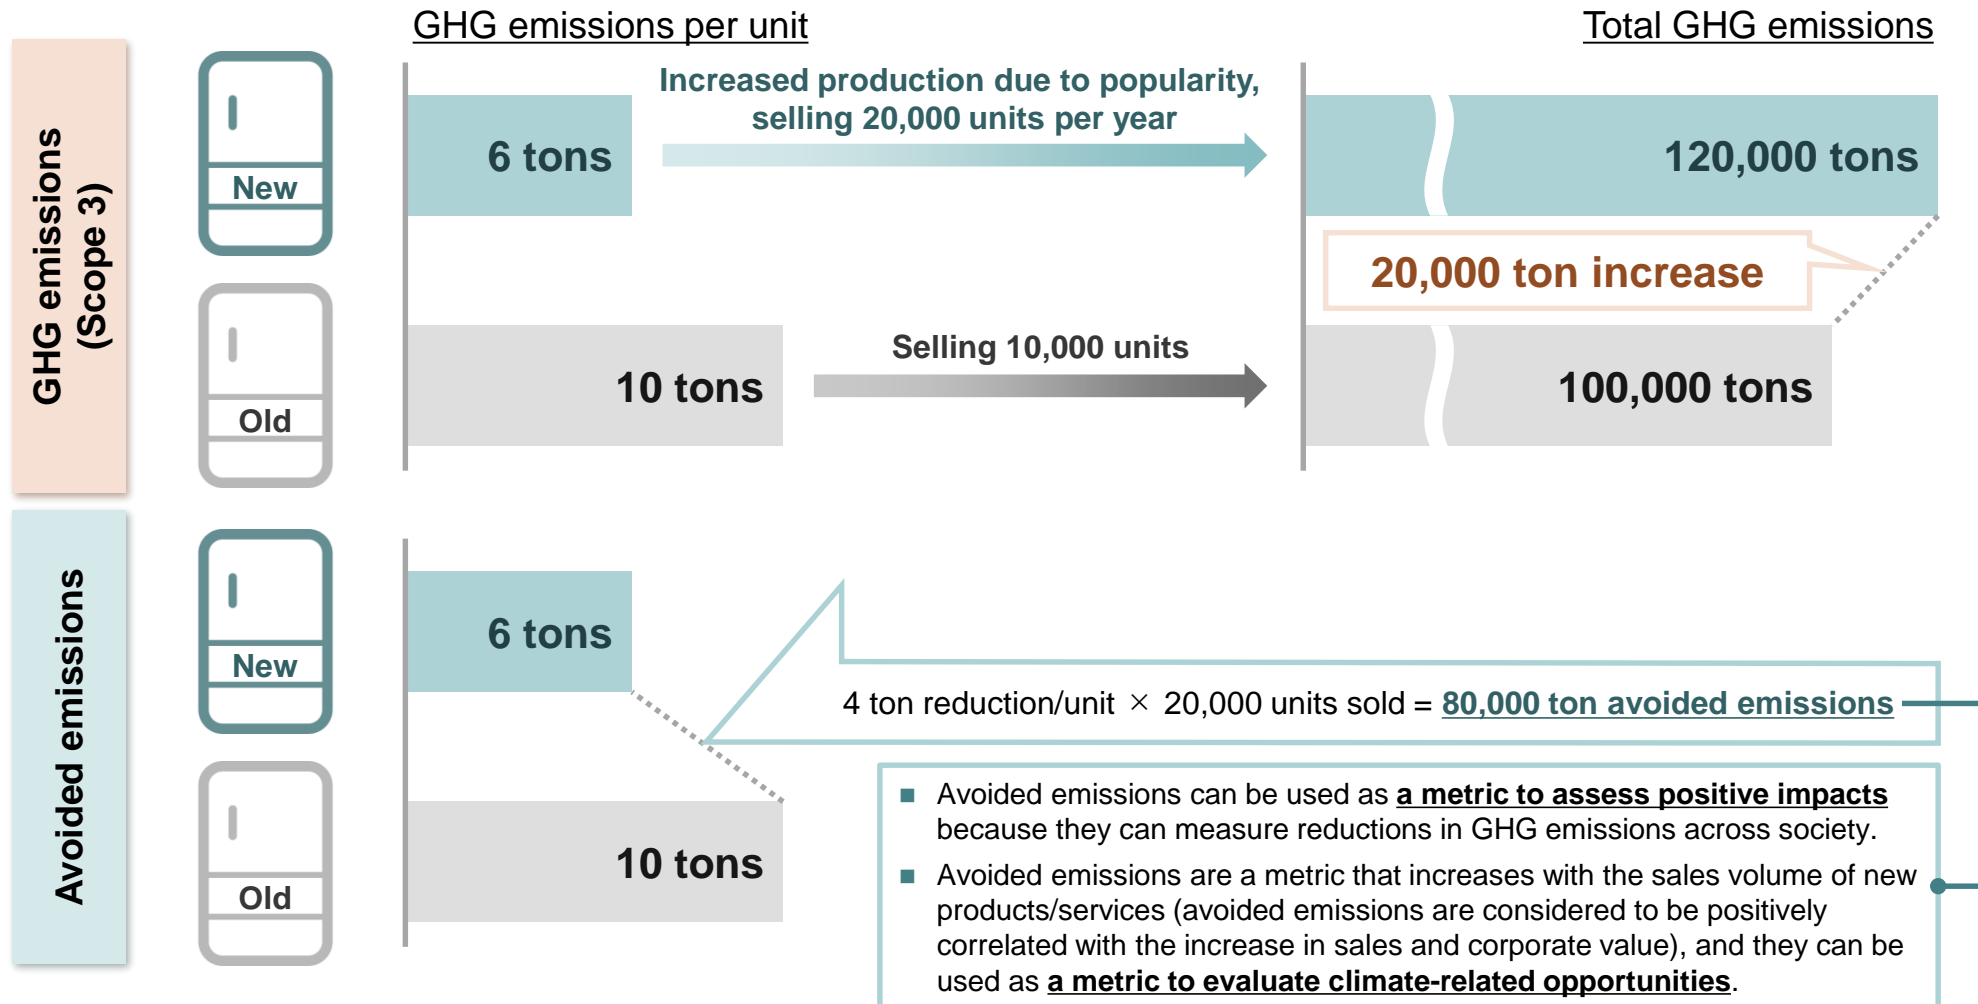 GHG emissions per unit
Total GHG emissions
GHG emissions
(Scope 3)
New
6 tons
Increased production due to popularity,
selling 20,000 units per year
120,000 tons
20,000 ton increase
Old
10 tons
Selling 10,000 units
100,000 tons
Avoided emissions
New
6 tons
4 ton reduction/unit × 20,000 units sold = 80,000 ton avoided emissions
Old
10 tons
■ Avoided emissions can be used as a metric to assess positive impacts
because they can measure reductions in GHG emissions across society.
■ Avoided emissions are a metric that increases with the sales volume of new
products/services (avoided emissions are considered to be positively
correlated with the increase in sales and corporate value), and they can be
used as a metric to evaluate climate-related opportunities.